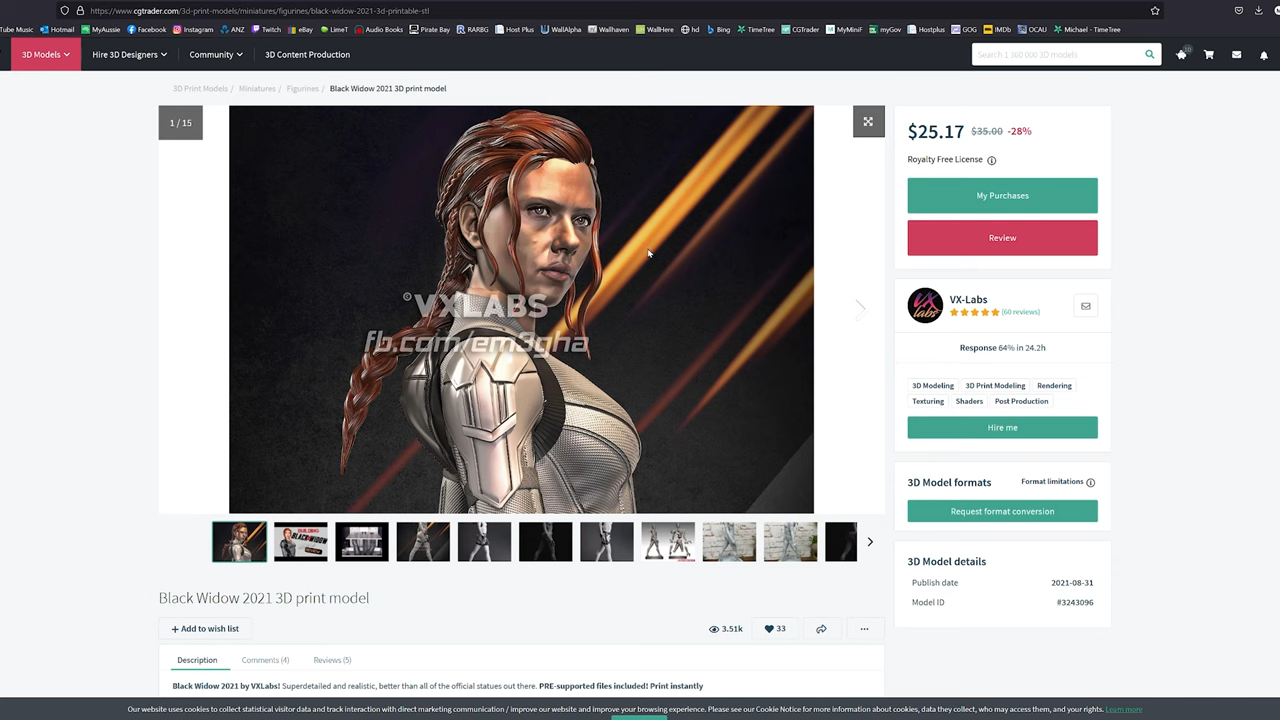 https://www.cgtrader.com/3d-print-models/miniatures/figurines/black-widow-2021-3d-printable-stl
Tube Music Hotmail MyAussie Facebook Instagram ANZ Twitch eBay LimeT Audio Books Pirate Bay RARBG Host Plus WallAlpha Wallhaven WallHere hd Bing TimeTree CGTrader MyMiniF myGov Hostplus GOG IMDb OCAU Michael - TimeTree
3D Models Hire 3D Designers Community 3D Content Production Search 1 360 000 3D models
3D Print Models / Miniatures / Figurines / Black Widow 2021 3D print model
1 / 15
$25.17 $35.00 -28%
Royalty Free License
My Purchases
Review
© VXLABS
fb.com/em3gha
VX labs
VX-Labs
(60 reviews)
Response 64% in 24.2h
3D Modeling 3D Print Modeling Rendering
Texturing Shaders Post Production
Hire me
3D Model formats Format limitations
Request format conversion
BUILDING
BLACK WIDOW
3D Model details
Publish date 2021-08-31
Model ID #3243096
Black Widow 2021 3D print model
+ Add to wish list 3.51k 33 ...
Description Comments (4) Reviews (5)
Black Widow 2021 by VXLabs! Superdetailed and realistic, better than all of the official statues out there. PRE-supported files included! Print instantly
Our website uses cookies to collect statistical visitor data and track interaction with direct marketing communication / improve our website and improve your browsing experience. Please see our Cookie Notice for more information about cookies, data they collect, who may access them, and your rights. Learn more